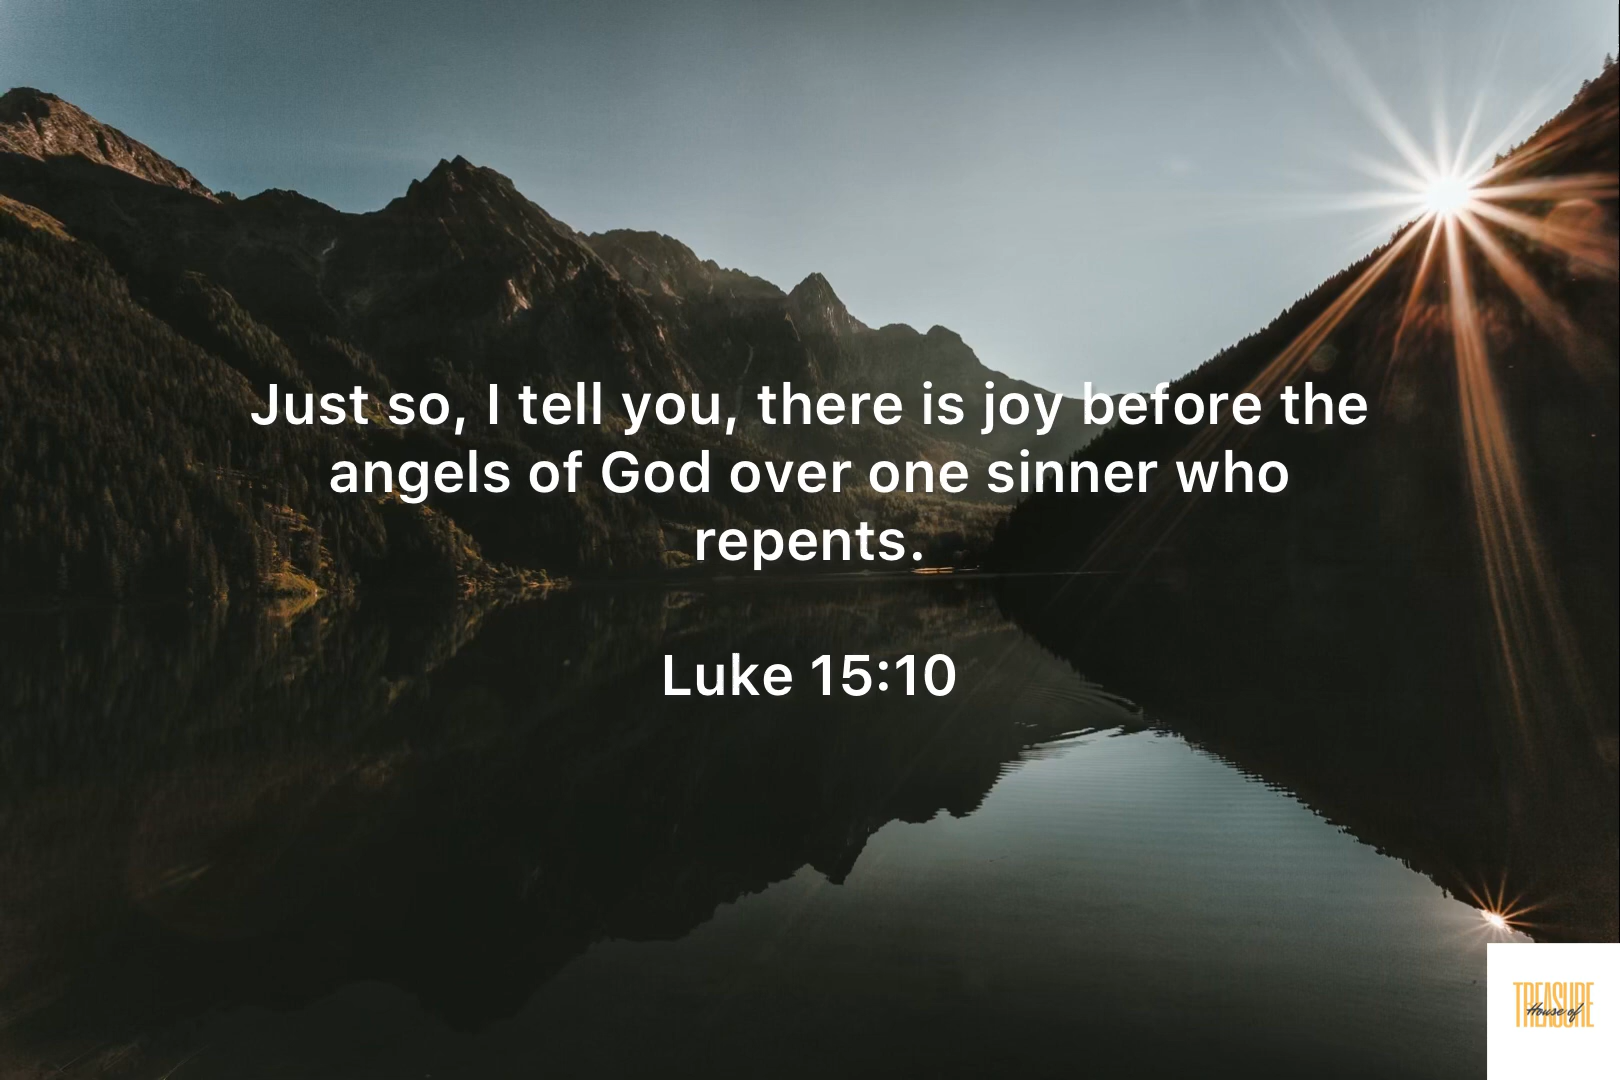 Just so, I tell you, there is joy before the
angels of God over one sinner who
repents.
Luke 15:10
TREASURE
House of